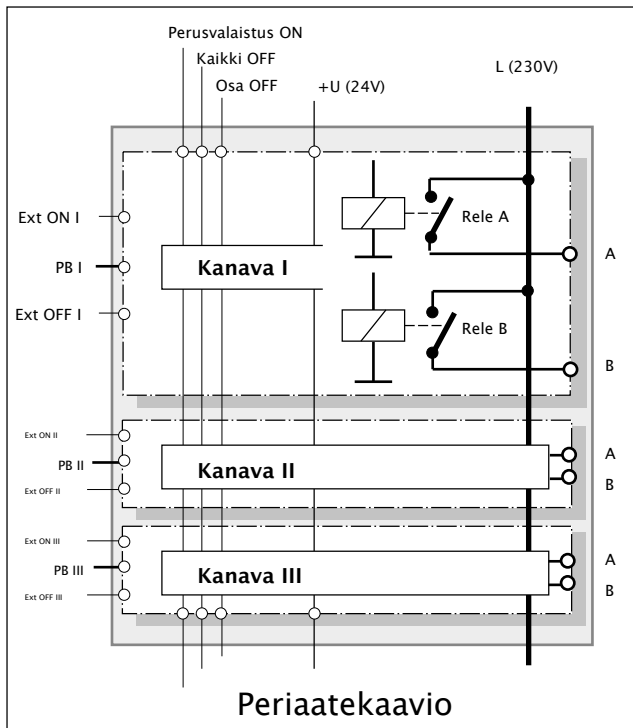 Perusvalaistus ON
Kaikki OFF
Osa OFF
+U (24V)
L (230V)
Ext ON I
PB I
Ext OFF I
Kanava I
Rele A
A
Rele B
B
Ext ON II
PB II
Ext OFF II
Kanava II
A
B
Ext ON III
PB III
Ext OFF III
Kanava III
A
B
Periaatekaavio